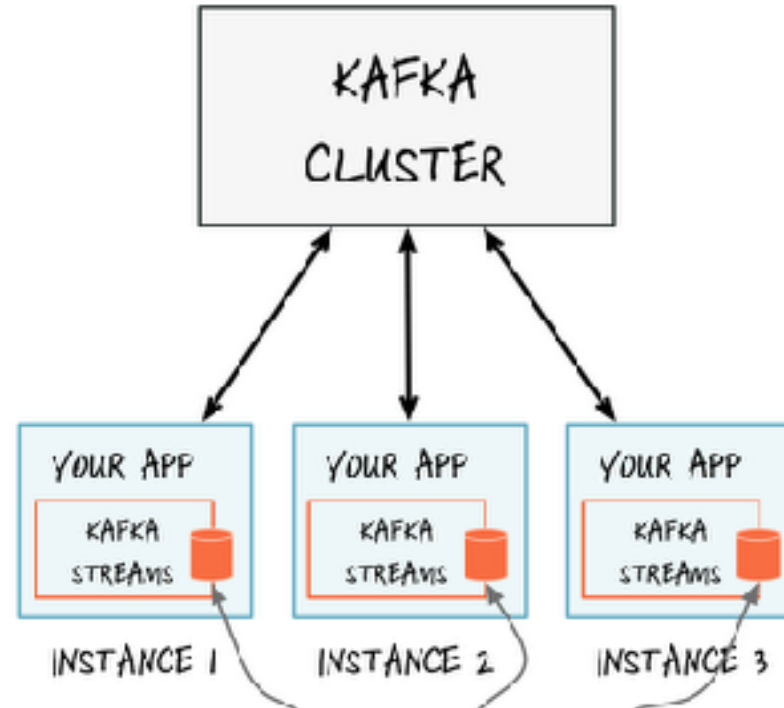 KAFKA
CLUSTER
YOUR APP
KAFKA
STREAMS
INSTANCE 1
YOUR APP
KAFKA
STREAMS
INSTANCE 2
YOUR APP
KAFKA
STREAMS
INSTANCE 3